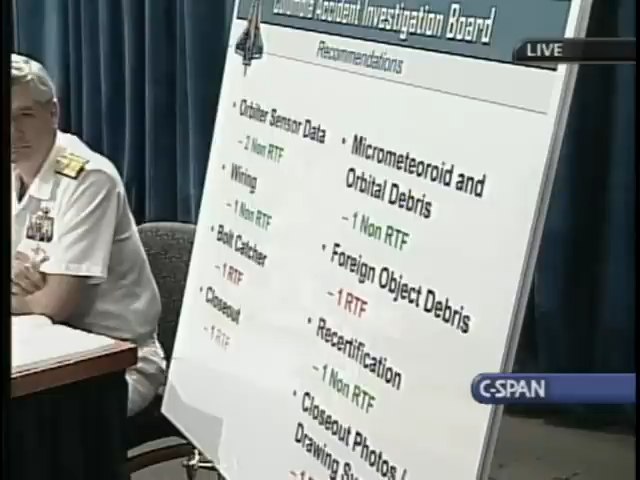 Accident Investigation Board
LIVE
Recommendations
• Orbiter Sensor Data
– 2 Non RTF
• Wiring
– 1 Non RTF
• Bolt Catcher
– 1 RTF
• Closeout
– 1 RTF
• Micrometeoroid and
Orbital Debris
– 1 Non RTF
• Foreign Object Debris
– 1 RTF
• Recertification
– 1 Non RTF
• Closeout Photos /
Drawing
C-SPAN